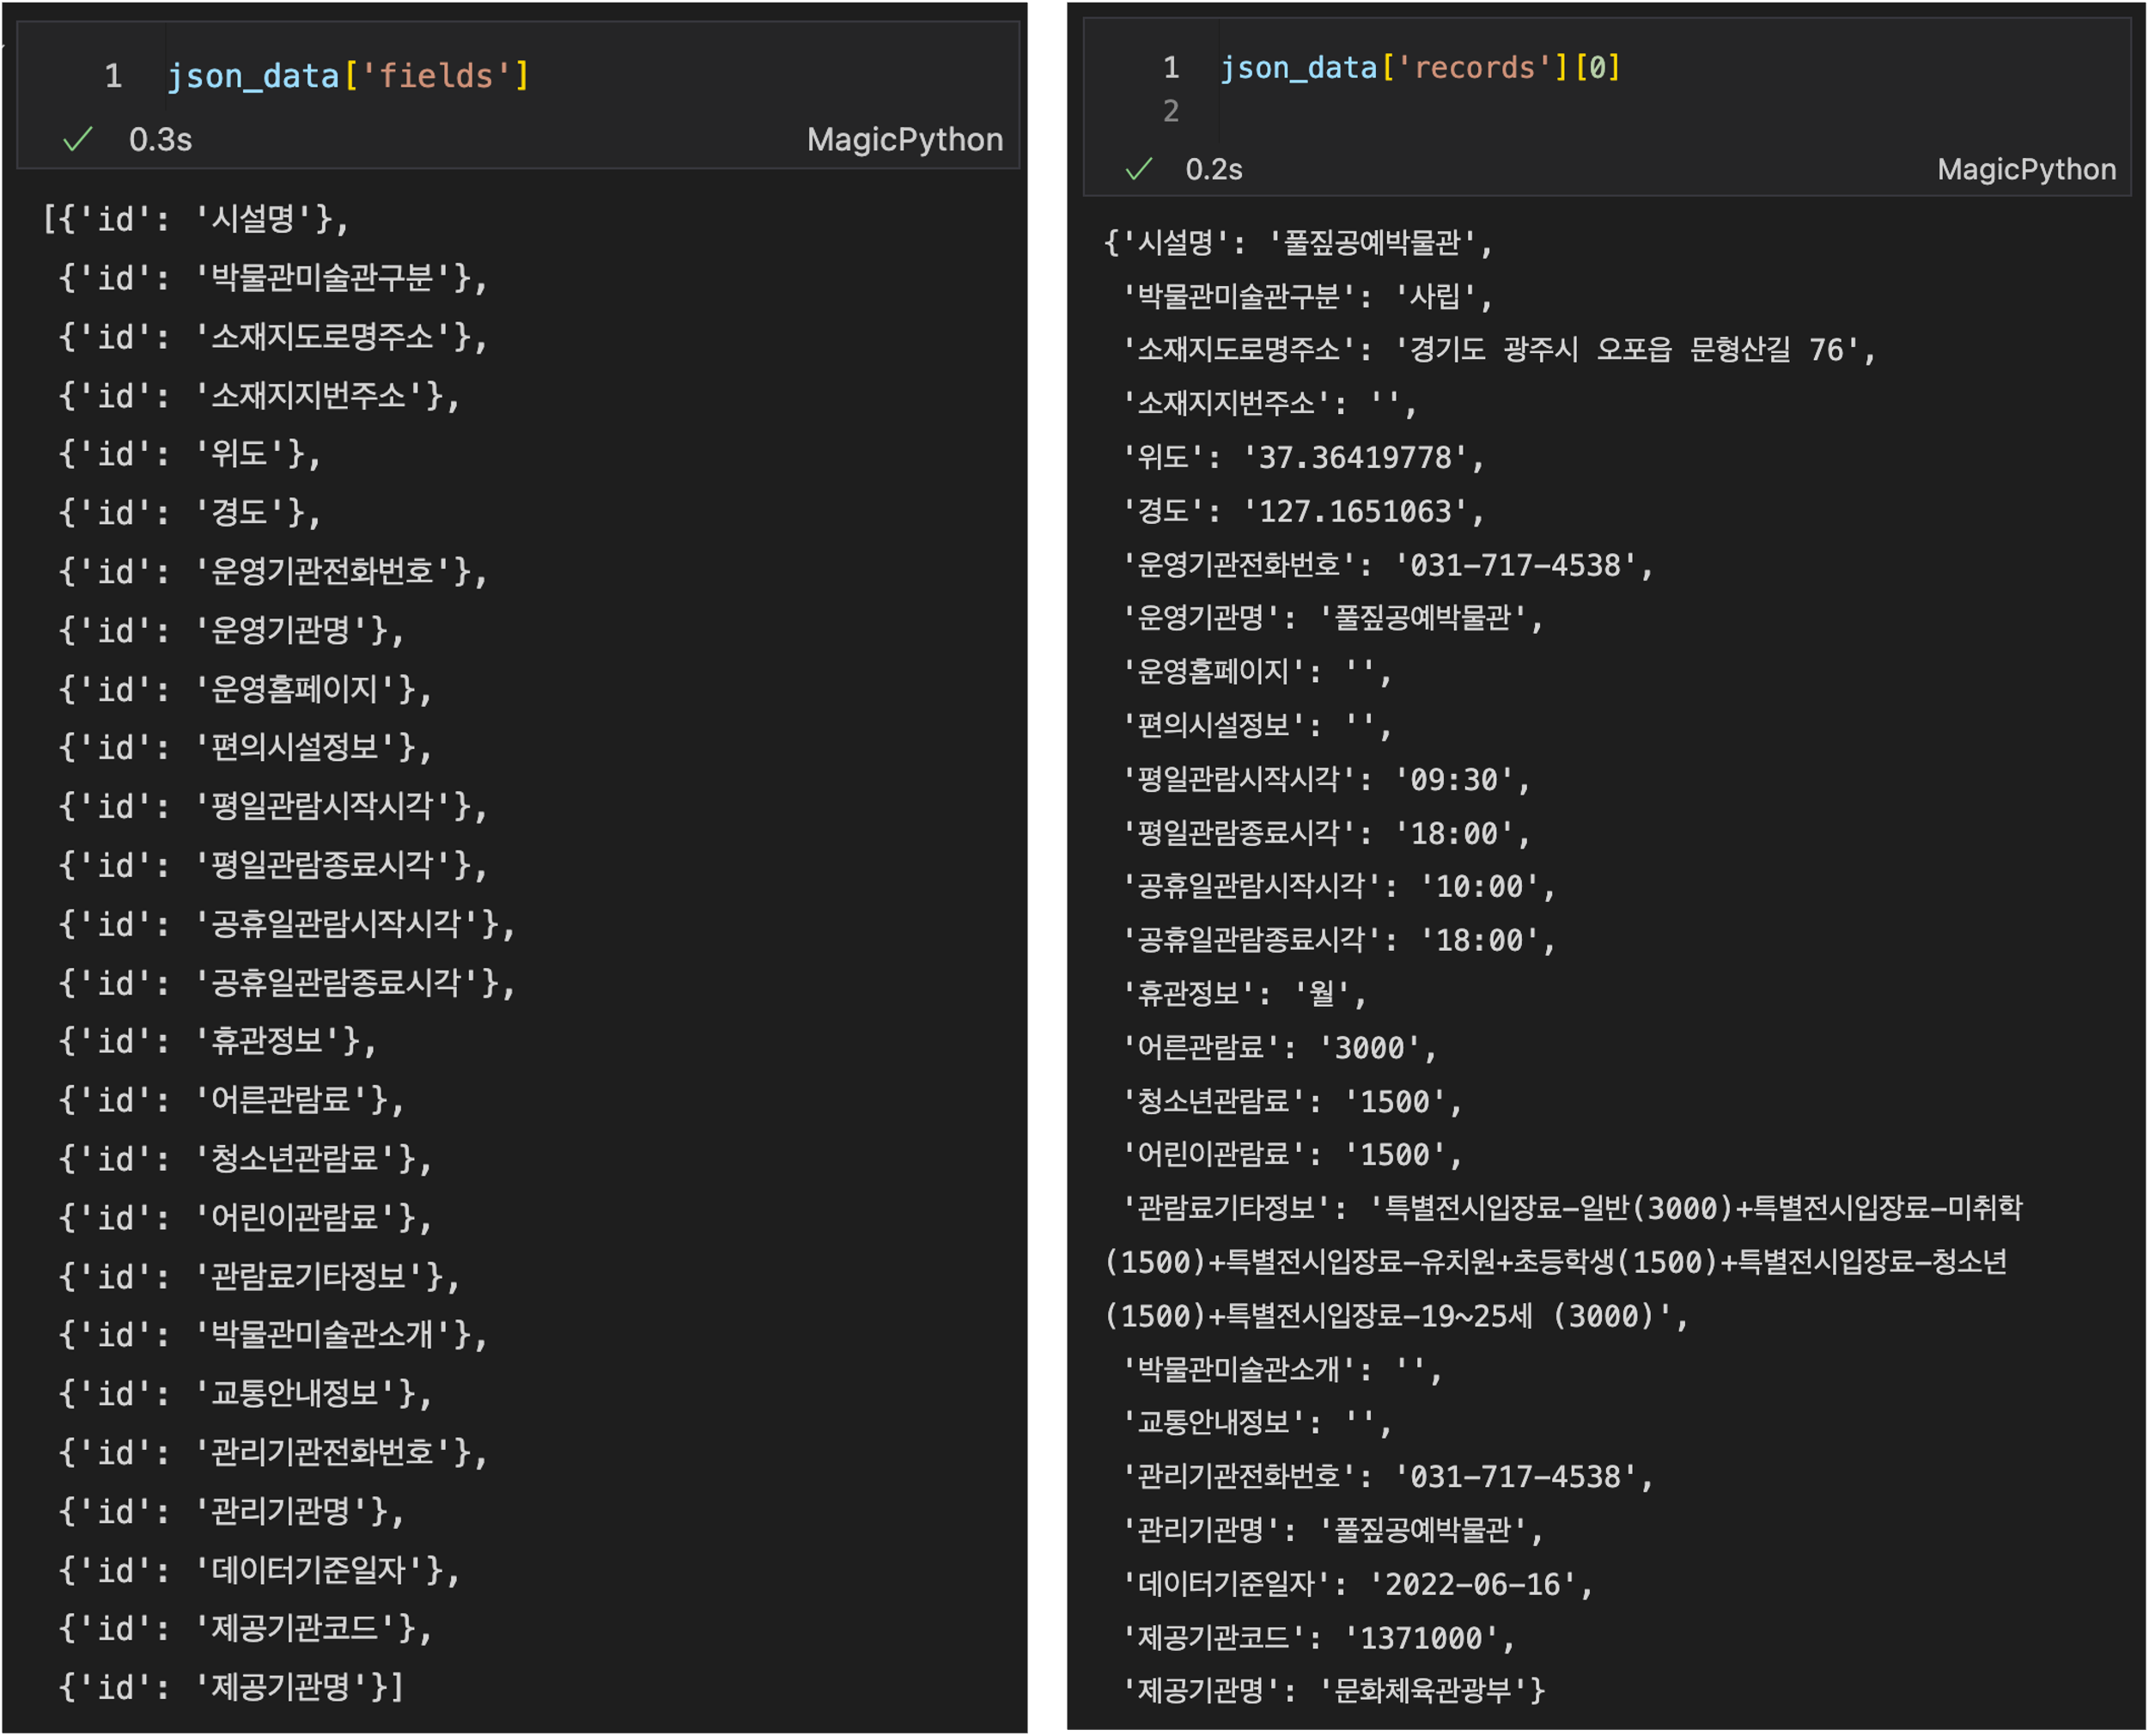 1 json_data['fields']
0.3s MagicPython
[{'id': '시설명'},
{'id': '박물관미술관구분'},
{'id': '소재지도로명주소'},
{'id': '소재지지번주소'},
{'id': '위도'},
{'id': '경도'},
{'id': '운영기관전화번호'},
{'id': '운영기관명'},
{'id': '운영홈페이지'},
{'id': '편의시설정보'},
{'id': '평일관람시작시각'},
{'id': '평일관람종료시각'},
{'id': '공휴일관람시작시각'},
{'id': '공휴일관람종료시각'},
{'id': '휴관정보'},
{'id': '어른관람료'},
{'id': '청소년관람료'},
{'id': '어린이관람료'},
{'id': '관람료기타정보'},
{'id': '박물관미술관소개'},
{'id': '교통안내정보'},
{'id': '관리기관전화번호'},
{'id': '관리기관명'},
{'id': '데이터기준일자'},
{'id': '제공기관코드'},
{'id': '제공기관명'}]
1 json_data['records'][0]
2
0.2s MagicPython
{'시설명': '풀짚공예박물관',
'박물관미술관구분': '사립',
'소재지도로명주소': '경기도 광주시 오포읍 문형산길 76',
'소재지지번주소': '',
'위도': '37.36419778',
'경도': '127.1651063',
'운영기관전화번호': '031-717-4538',
'운영기관명': '풀짚공예박물관',
'운영홈페이지': '',
'편의시설정보': '',
'평일관람시작시각': '09:30',
'평일관람종료시각': '18:00',
'공휴일관람시작시각': '10:00',
'공휴일관람종료시각': '18:00',
'휴관정보': '월',
'어른관람료': '3000',
'청소년관람료': '1500',
'어린이관람료': '1500',
'관람료기타정보': '특별전시입장료-일반(3000)+특별전시입장료-미취학
(1500)+특별전시입장료-유치원+초등학생(1500)+특별전시입장료-청소년
(1500)+특별전시입장료-19~25세 (3000)',
'박물관미술관소개': '',
'교통안내정보': '',
'관리기관전화번호': '031-717-4538',
'관리기관명': '풀짚공예박물관',
'데이터기준일자': '2022-06-16',
'제공기관코드': '1371000',
'제공기관명': '문화체육관광부'}